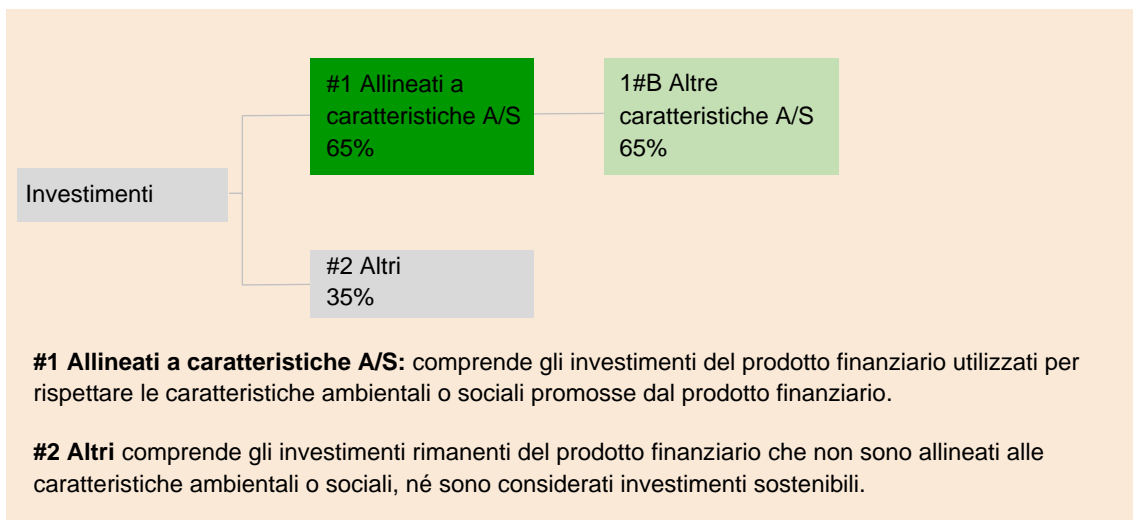 #1 Allineati a
caratteristiche A/S
65%
1#B Altre
caratteristiche A/S
65%
Investimenti
#2 Altri
35%
#1 Allineati a caratteristiche A/S: comprende gli investimenti del prodotto finanziario utilizzati per
rispettare le caratteristiche ambientali o sociali promosse dal prodotto finanziario.
#2 Altri comprende gli investimenti rimanenti del prodotto finanziario che non sono allineati alle
caratteristiche ambientali o sociali, né sono considerati investimenti sostenibili.